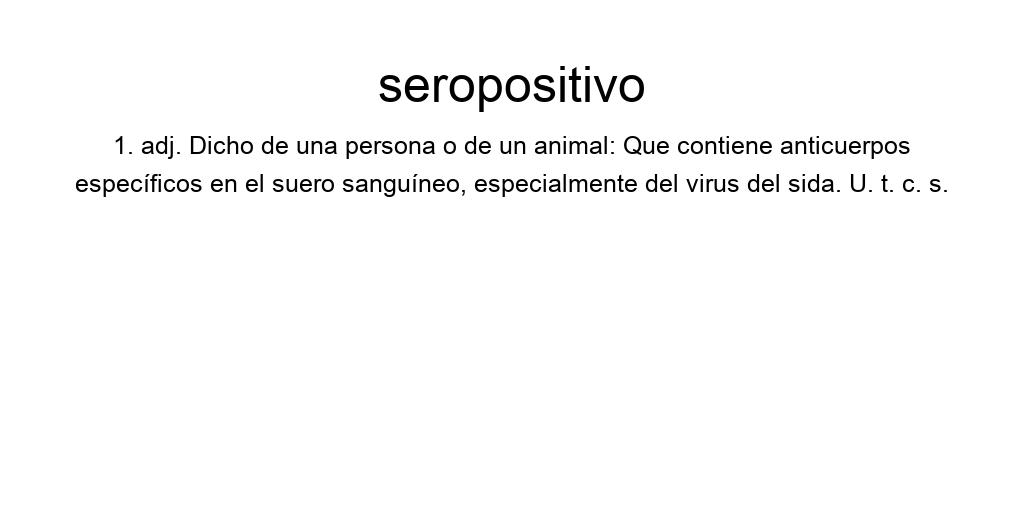 seropositivo
1. adj. Dicho de una persona o de un animal: Que contiene anticuerpos
específicos en el suero sanguíneo, especialmente del virus del sida. U. t. c. s.